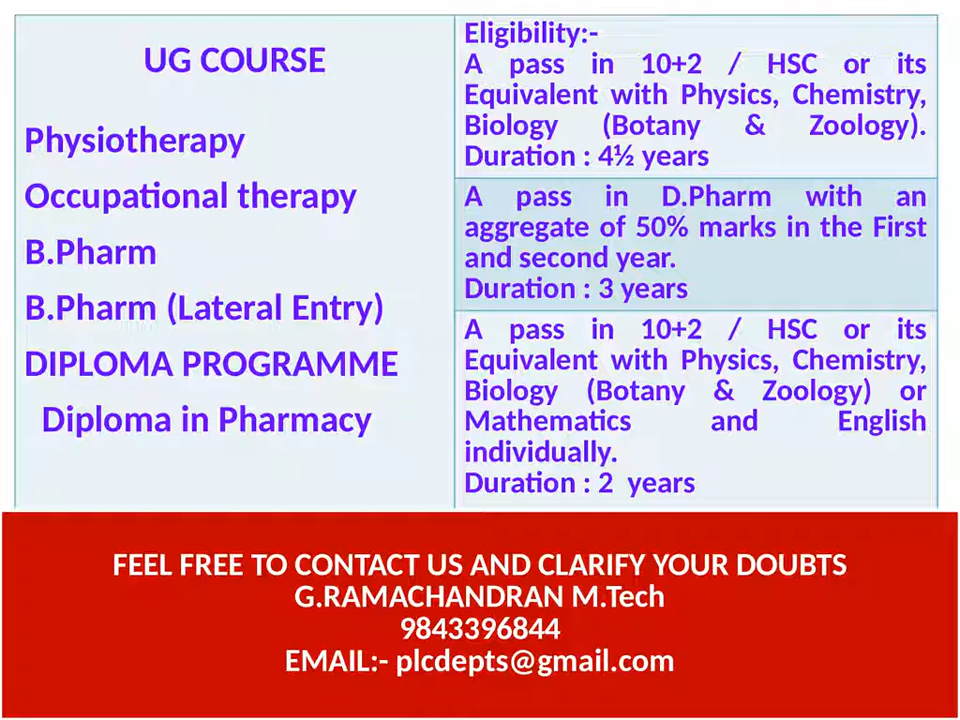 UG COURSE
Physiotherapy
Occupational therapy
B.Pharm
B.Pharm (Lateral Entry)
DIPLOMA PROGRAMME
Diploma in Pharmacy
Eligibility:-
A pass in 10+2 / HSC or its
Equivalent with Physics, Chemistry,
Biology (Botany & Zoology).
Duration : 4½ years
A pass in D.Pharm with an
aggregate of 50% marks in the First
and second year.
Duration : 3 years
A pass in 10+2 / HSC or its
Equivalent with Physics, Chemistry,
Biology (Botany & Zoology) or
Mathematics and English
individually.
Duration : 2 years
FEEL FREE TO CONTACT US AND CLARIFY YOUR DOUBTS
G.RAMACHANDRAN M.Tech
9843396844
EMAIL:- plcdepts@gmail.com